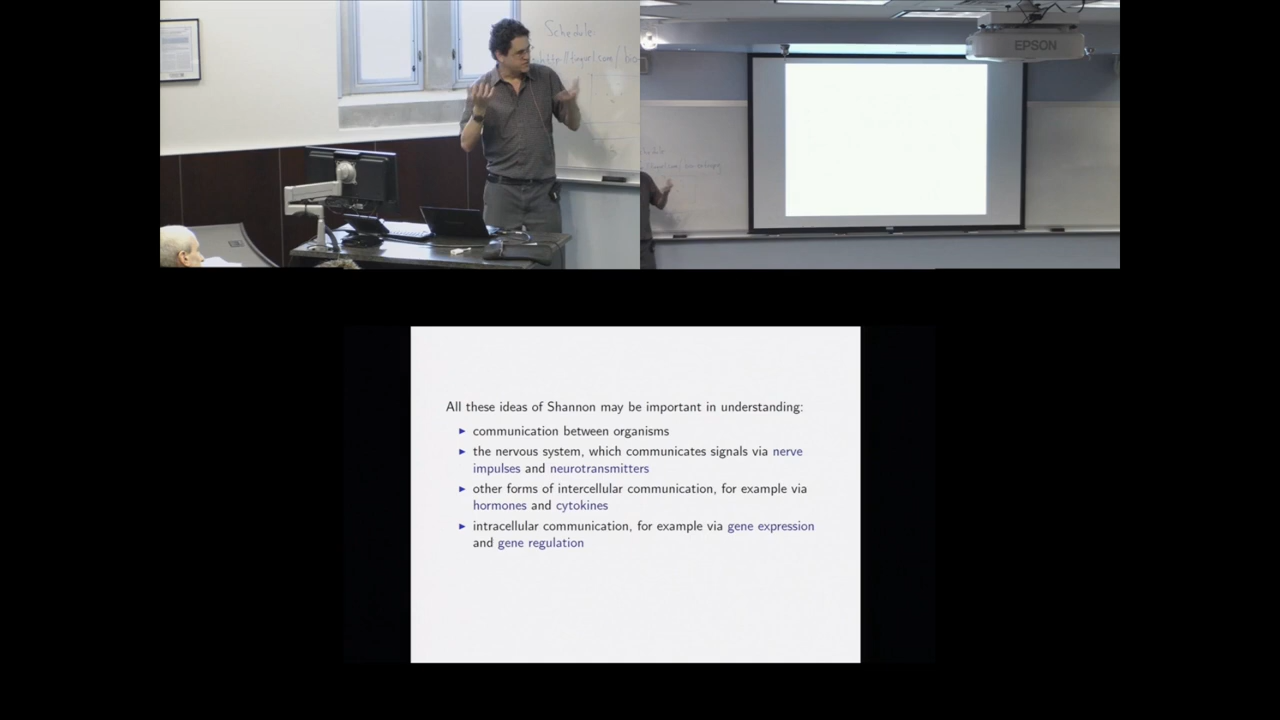 Schedule:
EPSON
All these ideas of Shannon may be important in understanding:
communication between organisms
the nervous system, which communicates signals via nerve
impulses and neurotransmitters
other forms of intercellular communication, for example via
hormones and cytokines
intracellular communication, for example via gene expression
and gene regulation